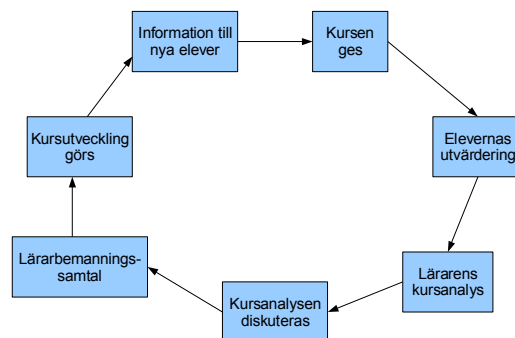 Information till
nya elever
Kursen
ges
Elevernas
utvärdering
Lärarens
kursanalys
Kursanalysen
diskuteras
Lärarbemannings-
samtal
Kursutveckling
görs